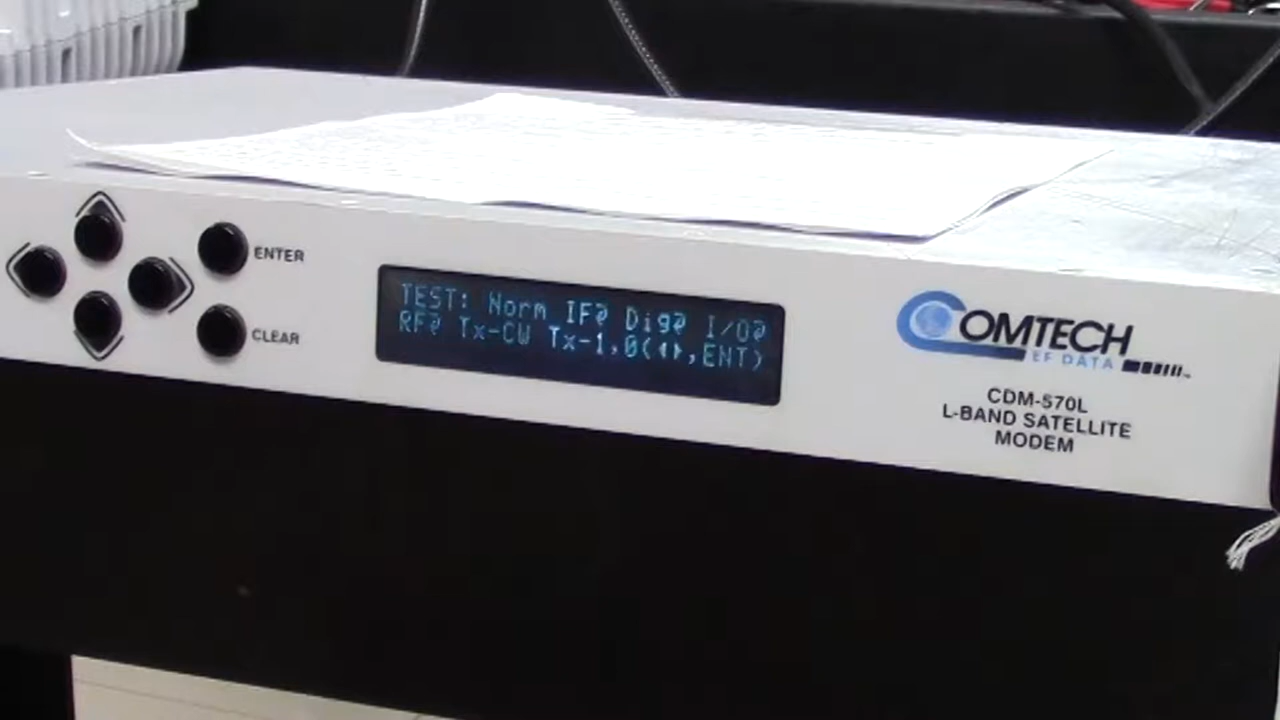 ENTER
CLEAR
TEST: Norm IF₴ Dig₴ I/O₴
RF₴ Tx-CW Tx-1,0(◀▶,ENT)
COMTECH
EF DATA
CDM-570L
L-BAND SATELLITE
MODEM